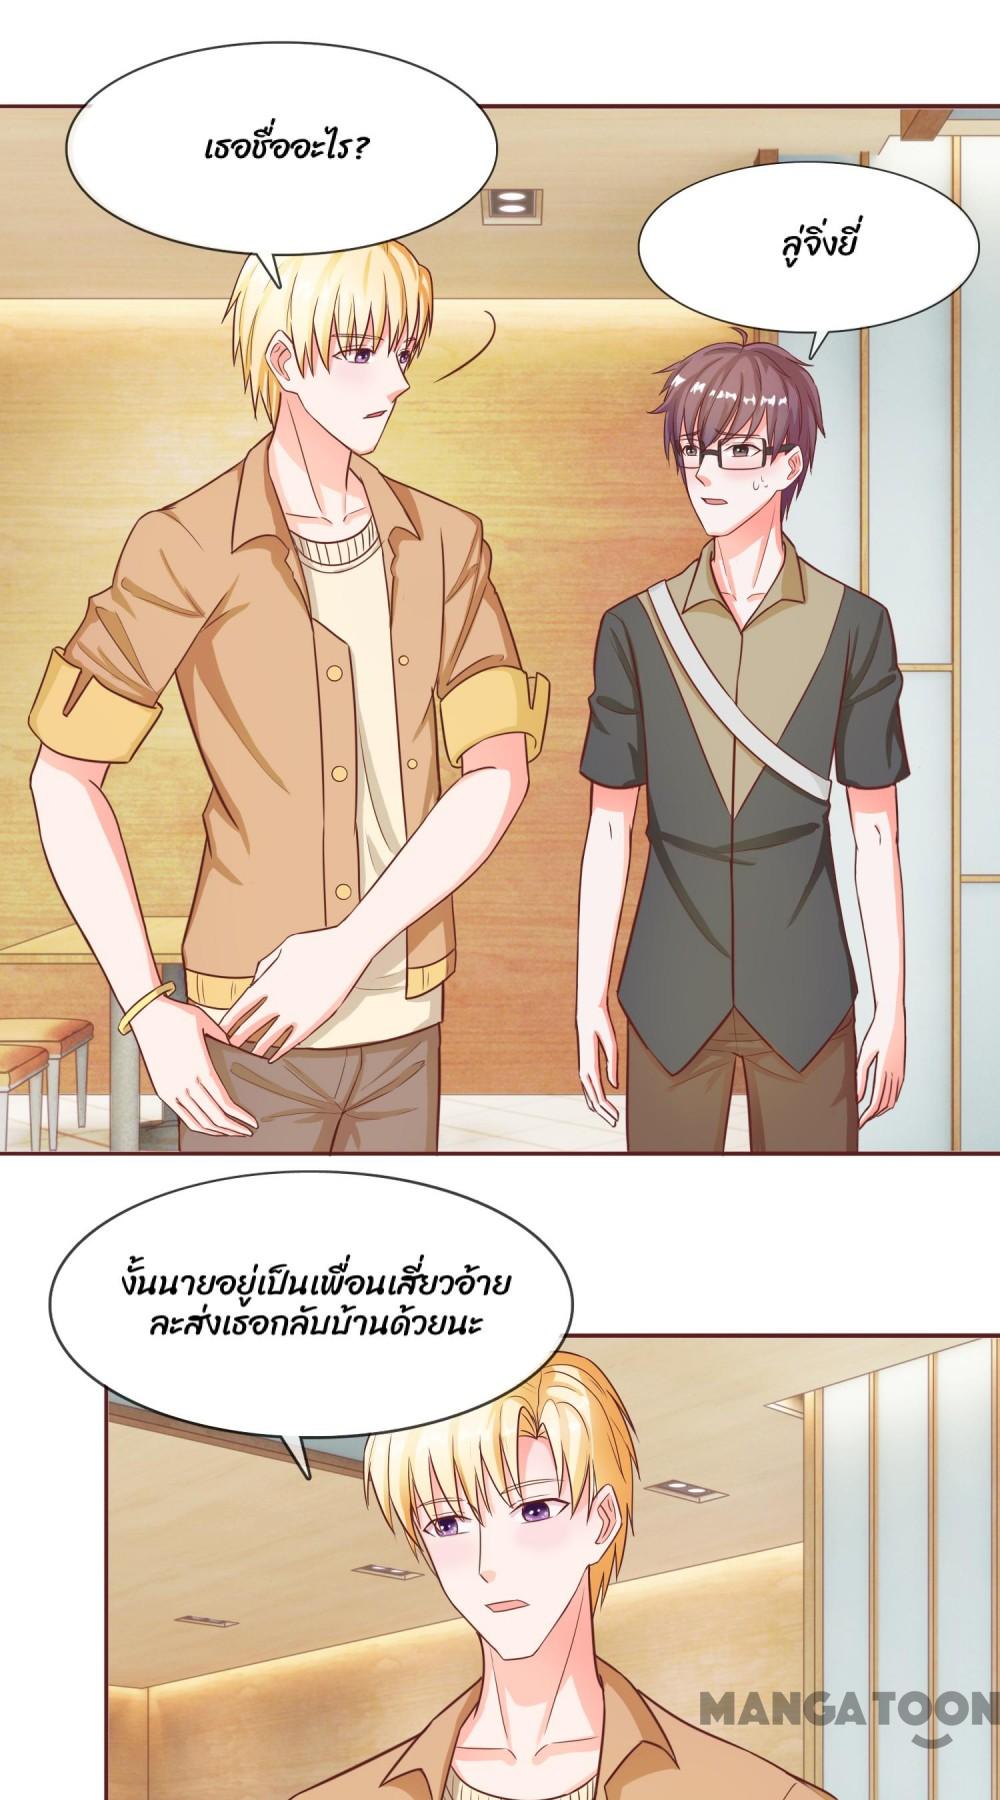 เธอชื่ออะไร?
ลู่จิ่งยี่
งั้นนายอยู่เป็นเพื่อนเสี่ยวอ้าย
ละส่งเธอกลับบ้านด้วยนะ
MANGATOON